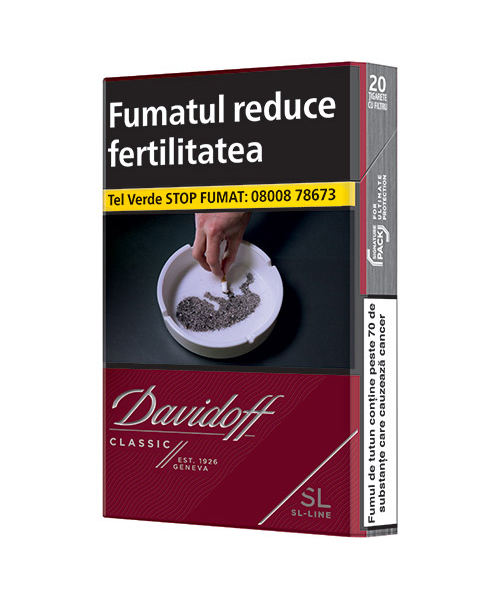 Fumatul reduce
fertilitatea
Tel Verde STOP FUMAT: 08008 78673
Davidoff
CLASSIC
EST. 1926
GENEVA
SL
SL-LINE
20
ȚIGARETE
CU FILTRU
SIGNATURE
PACK
FOR
ULTIMATE
PROTECTION
Fumul de tutun conține peste 70 de
substanțe care cauzează cancer